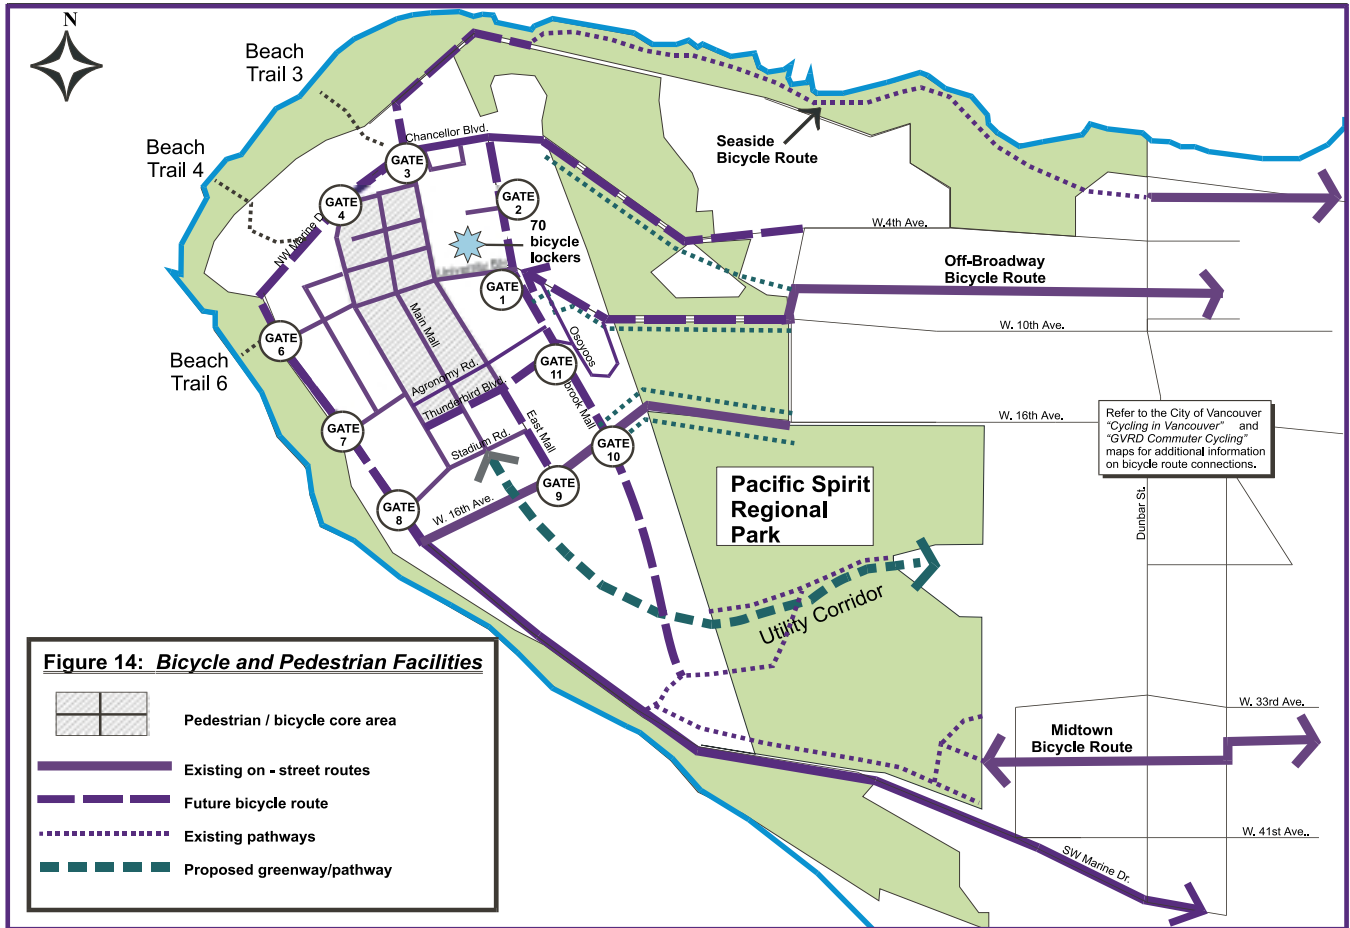 N
Beach
Trail 3
Beach
Trail 4
Chancellor Blvd.
GATE
3
GATE
4
GATE
2
NW Marine D
70
bicycle
lockers
University Blv
GATE
1
Seaside
Bicycle Route
W.4th Ave.
Off-Broadway
Bicycle Route
W. 10th Ave.
GATE
6
Beach
Trail 6
Main Mall
Osoyoos
GATE
11
Agronomy Rd.
Thunderbird Blvd.
brook Mall
East Mall
Stadium Rd.
GATE
7
GATE
10
GATE
9
GATE
8
W. 16th Ave.
W. 16th Ave.
Refer to the City of Vancouver
"Cycling in Vancouver" and
"GVRD Commuter Cycling"
maps for additional information
on bicycle route connections.
Dunbar St.
Pacific Spirit
Regional
Park
Utility Corridor
W. 33rd Ave.
Midtown
Bicycle Route
W. 41st Ave..
SW Marine Dr.
Figure 14: Bicycle and Pedestrian Facilities
Pedestrian / bicycle core area
Existing on - street routes
Future bicycle route
Existing pathways
Proposed greenway/pathway